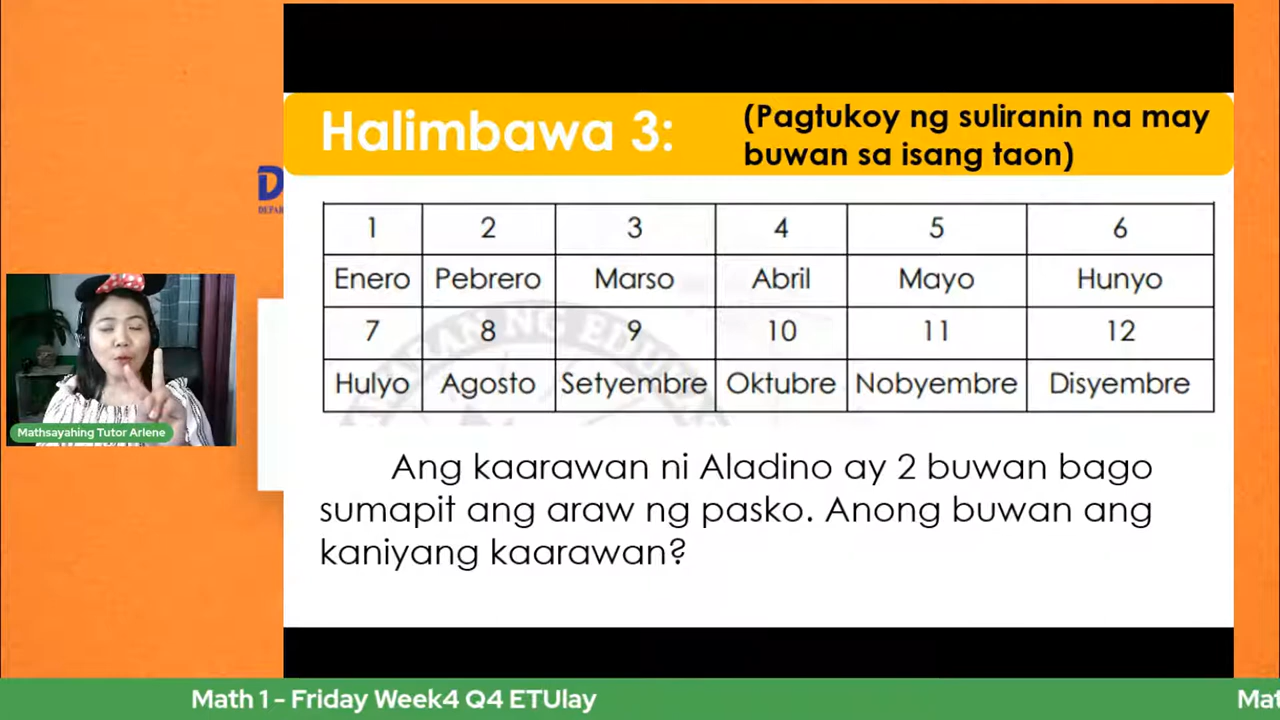 Halimbawa 3:
(Pagtukoy ng suliranin na may
buwan sa isang taon)
1 2 3 4 5 6
Enero Pebrero Marso Abril Mayo Hunyo
7 8 9 10 11 12
Hulyo Agosto Setyembre Oktubre Nobyembre Disyembre
Ang kaarawan ni Aladino ay 2 buwan bago
sumapit ang araw ng pasko. Anong buwan ang
kaniyang kaarawan?
Mathsayahing Tutor Arlene
Math 1 - Friday Week4 Q4 ETUlay